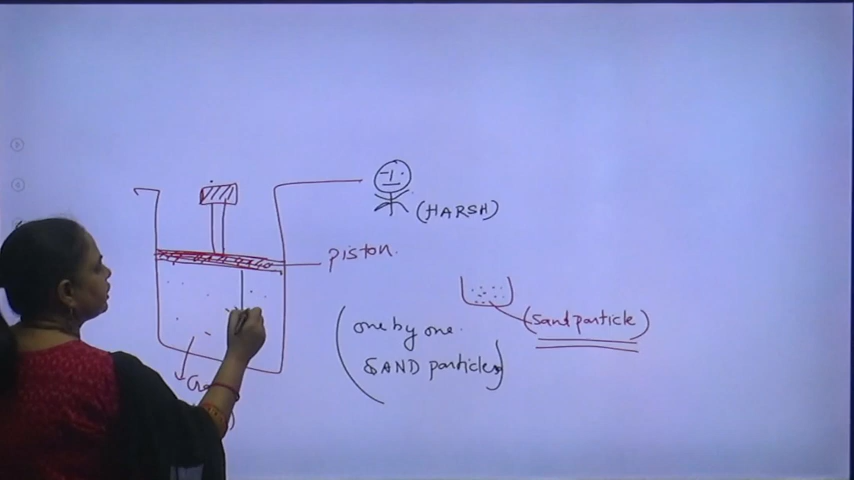 (HARSH)
piston.
(Sand particle)
(one by one.
SAND particles)